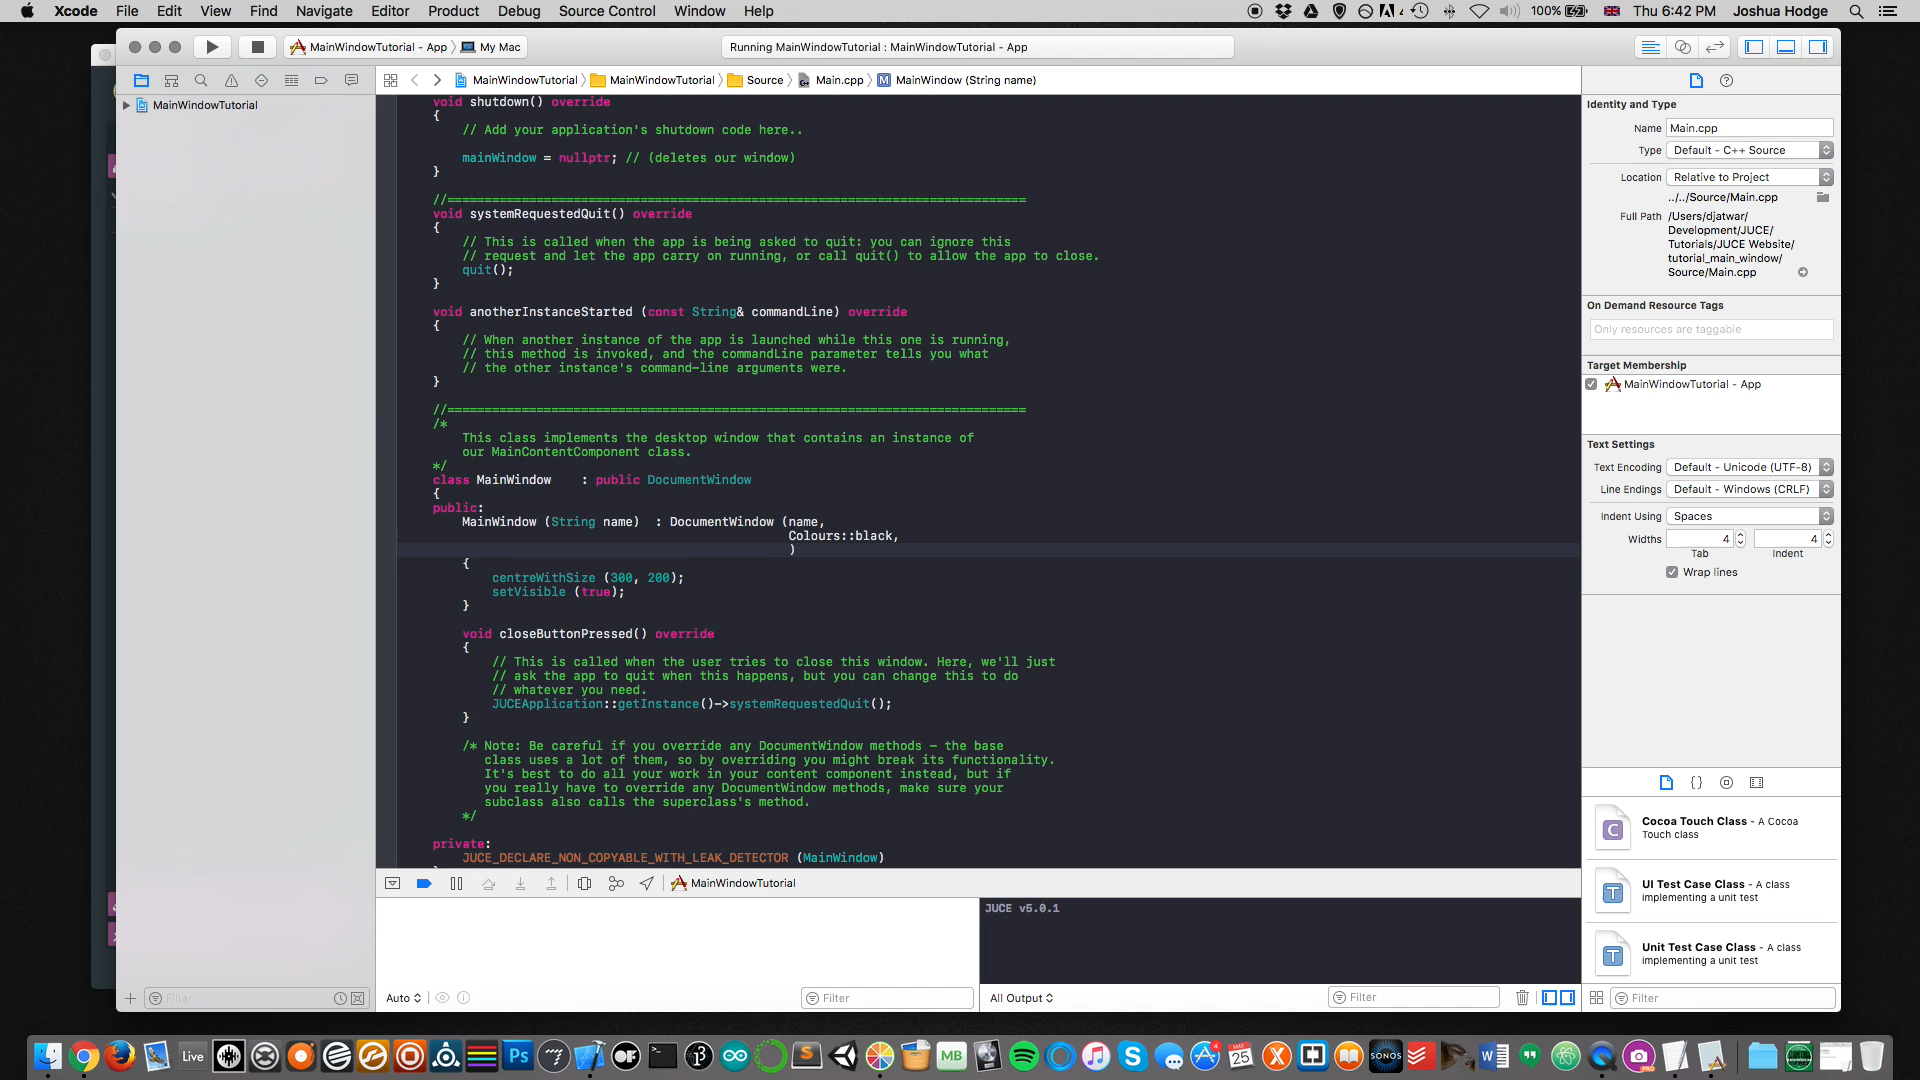 Xcode File Edit View Find Navigate Editor Product Debug Source Control Window Help 100% Thu 6:42 PM Joshua Hodge
MainWindowTutorial - App My Mac Running MainWindowTutorial : MainWindowTutorial - App
MainWindowTutorial MainWindowTutorial Source Main.cpp M MainWindow (String name)
MainWindowTutorial
void shutdown() override
{
// Add your application's shutdown code here..
mainWindow = nullptr; // (deletes our window)
}
//==============================================================================
void systemRequestedQuit() override
{
// This is called when the app is being asked to quit: you can ignore this
// request and let the app carry on running, or call quit() to allow the app to close.
quit();
}
void anotherInstanceStarted (const String& commandLine) override
{
// When another instance of the app is launched while this one is running,
// this method is invoked, and the commandLine parameter tells you what
// the other instance's command-line arguments were.
}
//==============================================================================
/*
This class implements the desktop window that contains an instance of
our MainContentComponent class.
*/
class MainWindow : public DocumentWindow
{
public:
MainWindow (String name) : DocumentWindow (name,
Colours::black,
)
{
centreWithSize (300, 200);
setVisible (true);
}
void closeButtonPressed() override
{
// This is called when the user tries to close this window. Here, we'll just
// ask the app to quit when this happens, but you can change this to do
// whatever you need.
JUCEApplication::getInstance()->systemRequestedQuit();
}
/* Note: Be careful if you override any DocumentWindow methods - the base
class uses a lot of them, so by overriding you might break its functionality.
It's best to do all your work in your content component instead, but if
you really have to override any DocumentWindow methods, make sure your
subclass also calls the superclass's method.
*/
private:
JUCE_DECLARE_NON_COPYABLE_WITH_LEAK_DETECTOR (MainWindow)
MainWindowTutorial
JUCE v5.0.1
Filter
Auto
Filter
All Output
Filter
Identity and Type
Name Main.cpp
Type Default - C++ Source
Location Relative to Project
../../Source/Main.cpp
Full Path /Users/djatwar/
Development/JUCE/
Tutorials/JUCE Website/
tutorial_main_window/
Source/Main.cpp
On Demand Resource Tags
Only resources are taggable
Target Membership
MainWindowTutorial - App
Text Settings
Text Encoding Default - Unicode (UTF-8)
Line Endings Default - Windows (CRLF)
Indent Using Spaces
Widths 4 4
Tab Indent
Wrap lines
{}
C
Cocoa Touch Class - A Cocoa
Touch class
T
UI Test Case Class - A class
implementing a unit test
T
Unit Test Case Class - A class
implementing a unit test
Filter
Live Ps MB MAY 25 SONOS W